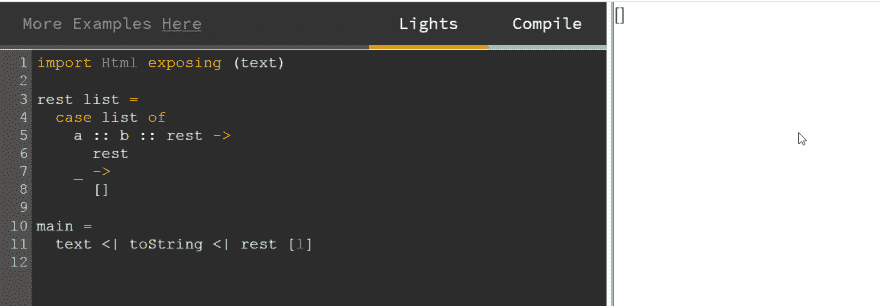 More Examples Here
Lights
Compile
[]
1 import Html exposing (text)
2
3 rest list =
4   case list of
5     a :: b :: rest ->
6       rest
7     _ ->
8       []
9
10 main =
11   text <| toString <| rest [1]
12